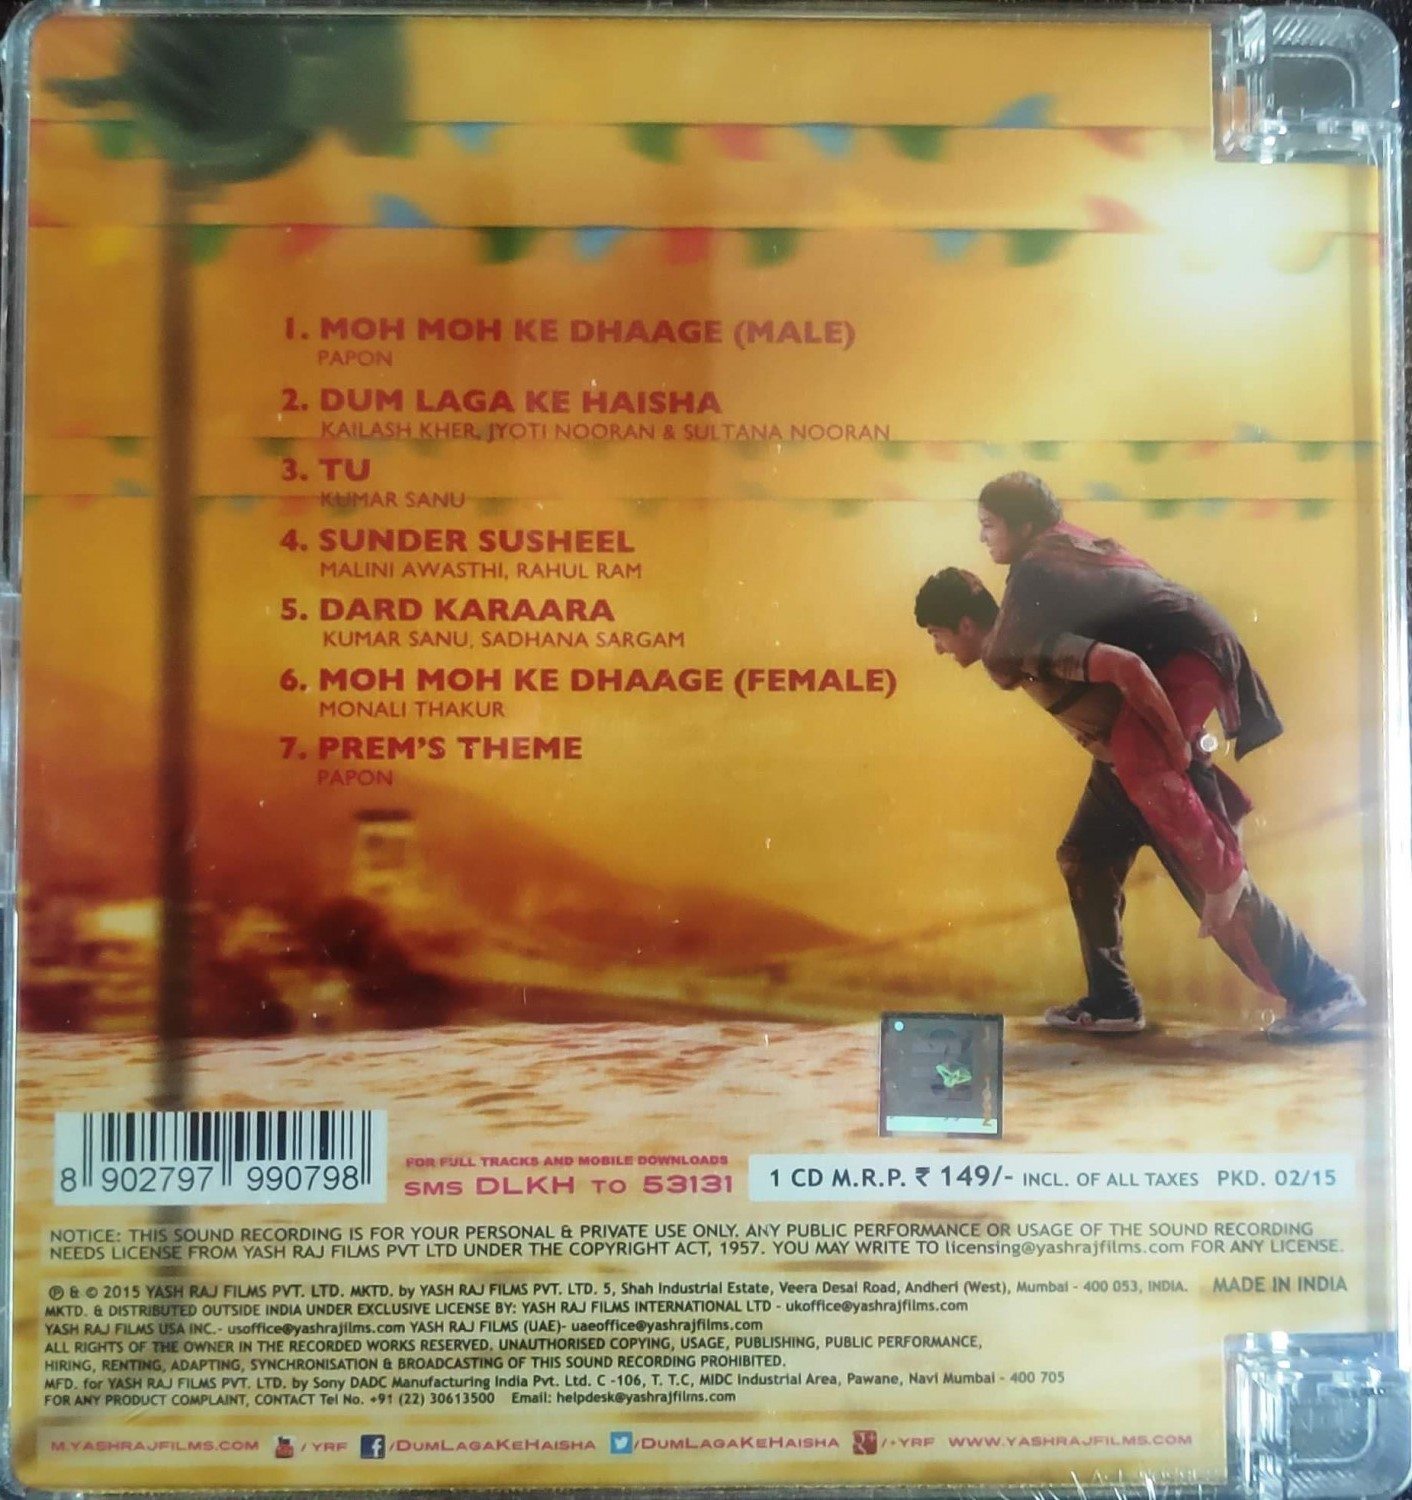 1. MOH MOH KE DHAAGE (MALE)
PAPON
2. DUM LAGA KE HAISHA
KAILASH KHER, JYOTI NOORAN & SULTANA NOORAN
3. TU
KUMAR SANU
4. SUNDER SUSHEEL
MALINI AWASTHI, RAHUL RAM
5. DARD KARAARA
KUMAR SANU, SADHANA SARGAM
6. MOH MOH KE DHAAGE (FEMALE)
MONALI THAKUR
7. PREM'S THEME
PAPON
8 902797 990798
FOR FULL TRACKS AND MOBILE DOWNLOADS
SMS DLKH TO 53131
1 CD M.R.P. ₹ 149/- INCL. OF ALL TAXES PKD. 02/15
NOTICE: THIS SOUND RECORDING IS FOR YOUR PERSONAL & PRIVATE USE ONLY. ANY PUBLIC PERFORMANCE OR USAGE OF THE SOUND RECORDING
NEEDS LICENSE FROM YASH RAJ FILMS PVT LTD UNDER THE COPYRIGHT ACT, 1957. YOU MAY WRITE TO licensing@yashrajfilms.com FOR ANY LICENSE.
℗ & © 2015 YASH RAJ FILMS PVT. LTD. MKTD. by YASH RAJ FILMS PVT. LTD. 5, Shah Industrial Estate, Veera Desai Road, Andheri (West), Mumbai - 400 053, INDIA. MADE IN INDIA
MKTD. & DISTRIBUTED OUTSIDE INDIA UNDER EXCLUSIVE LICENSE BY: YASH RAJ FILMS INTERNATIONAL LTD - ukoffice@yashrajfilms.com
YASH RAJ FILMS USA INC.- usoffice@yashrajfilms.com YASH RAJ FILMS (UAE)- uaeoffice@yashrajfilms.com
ALL RIGHTS OF THE OWNER IN THE RECORDED WORKS RESERVED. UNAUTHORISED COPYING, USAGE, PUBLISHING, PUBLIC PERFORMANCE,
HIRING, RENTING, ADAPTING, SYNCHRONISATION & BROADCASTING OF THIS SOUND RECORDING PROHIBITED.
MFD. for YASH RAJ FILMS PVT. LTD. by Sony DADC Manufacturing India Pvt. Ltd. C -106, T. T.C, MIDC Industrial Area, Pawane, Navi Mumbai - 400 705
FOR ANY PRODUCT COMPLAINT, CONTACT Tel No. +91 (22) 30613500 Email: helpdesk@yashrajfilms.com
M.YASHRAJFILMS.COM /YRF f/DUMLAGAKEHAISHA /DUMLAGAKEHAISHA g+/+YRF WWW.YASHRAJFILMS.COM